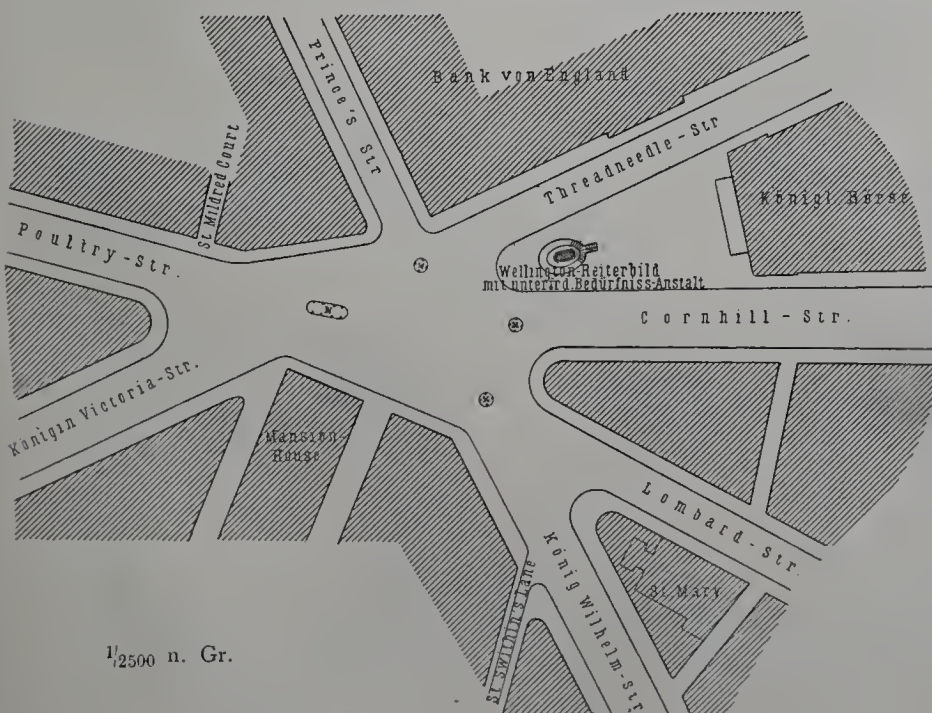 Prince's Str
Bank von England
St Mildred Court
Threadneedle-Str
Königl. Börse
Poultry-Str.
Wellington-Reiterbild
mit unterird. Bedürfniss-Anstalt
Cornhill-Str.
Königin Victoria-Str.
Mansion-
House
Lombard-Str.
König Wilhelm-Str
St. Mary
St Swithin's Lane
1/2500 n. Gr.